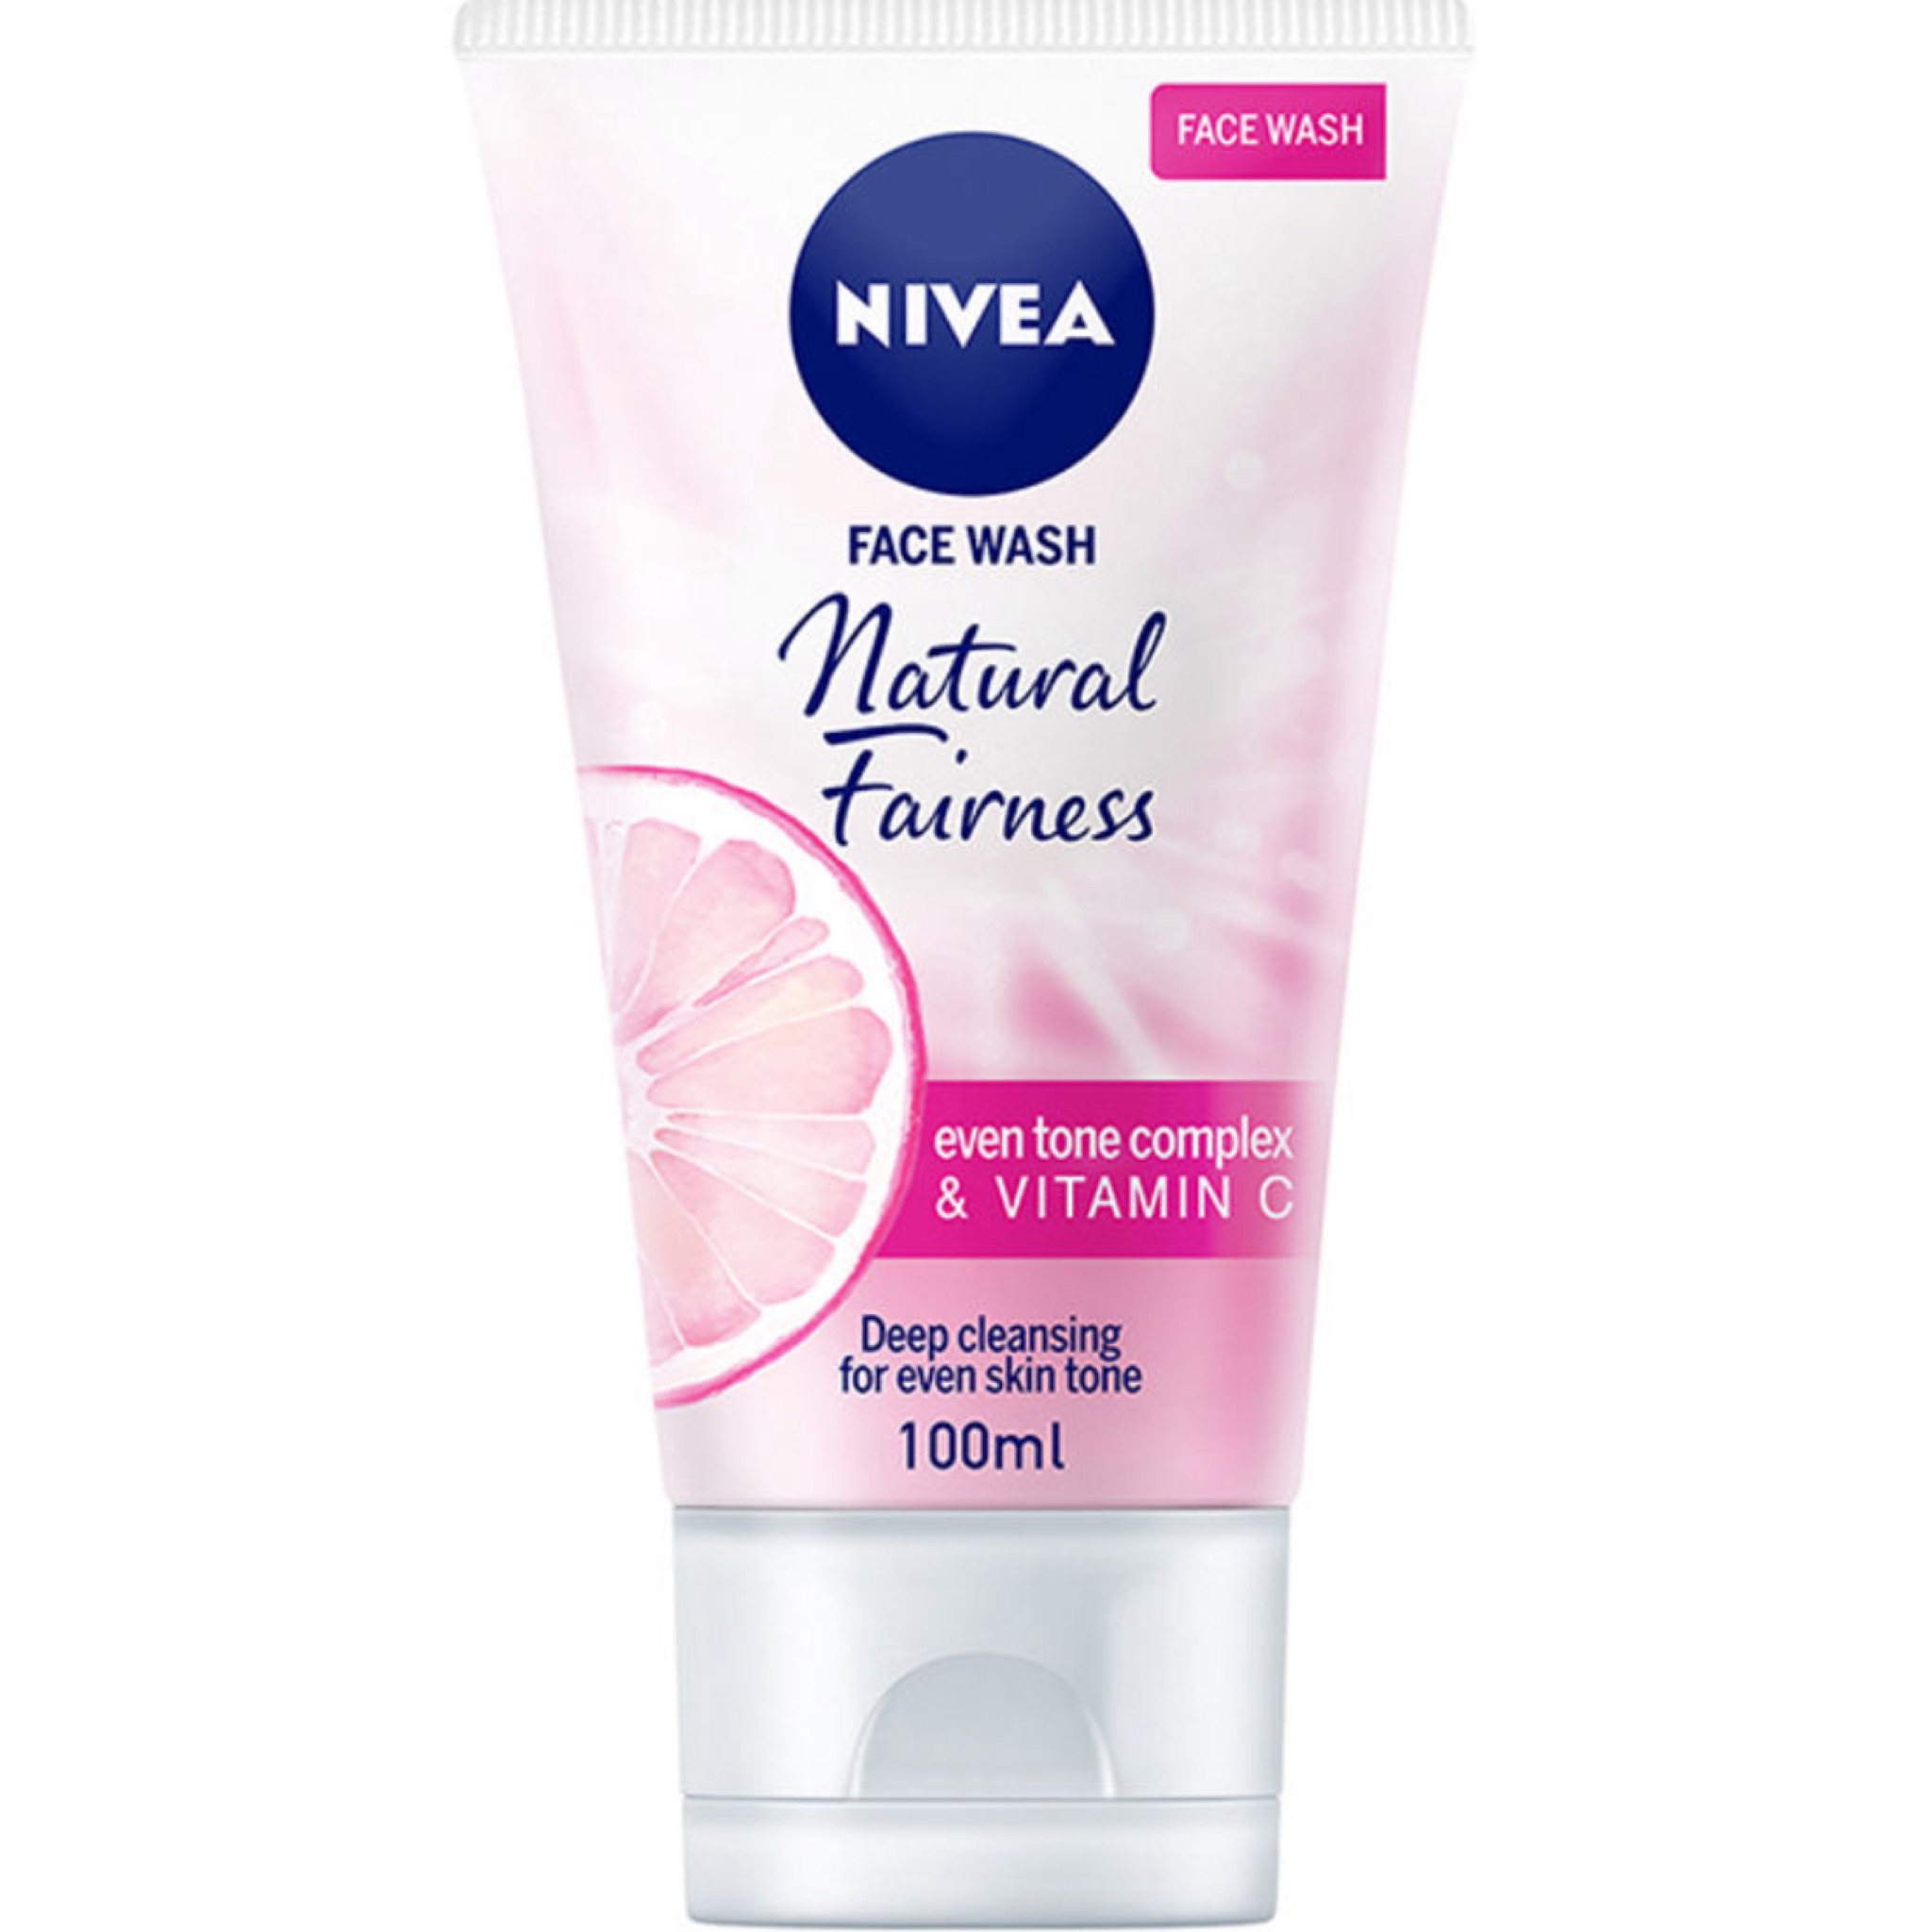 FACE WASH
NIVEA
FACE WASH
Natural
Fairness
even tone complex
& VITAMIN C
Deep cleansing
for even skin tone
100ml